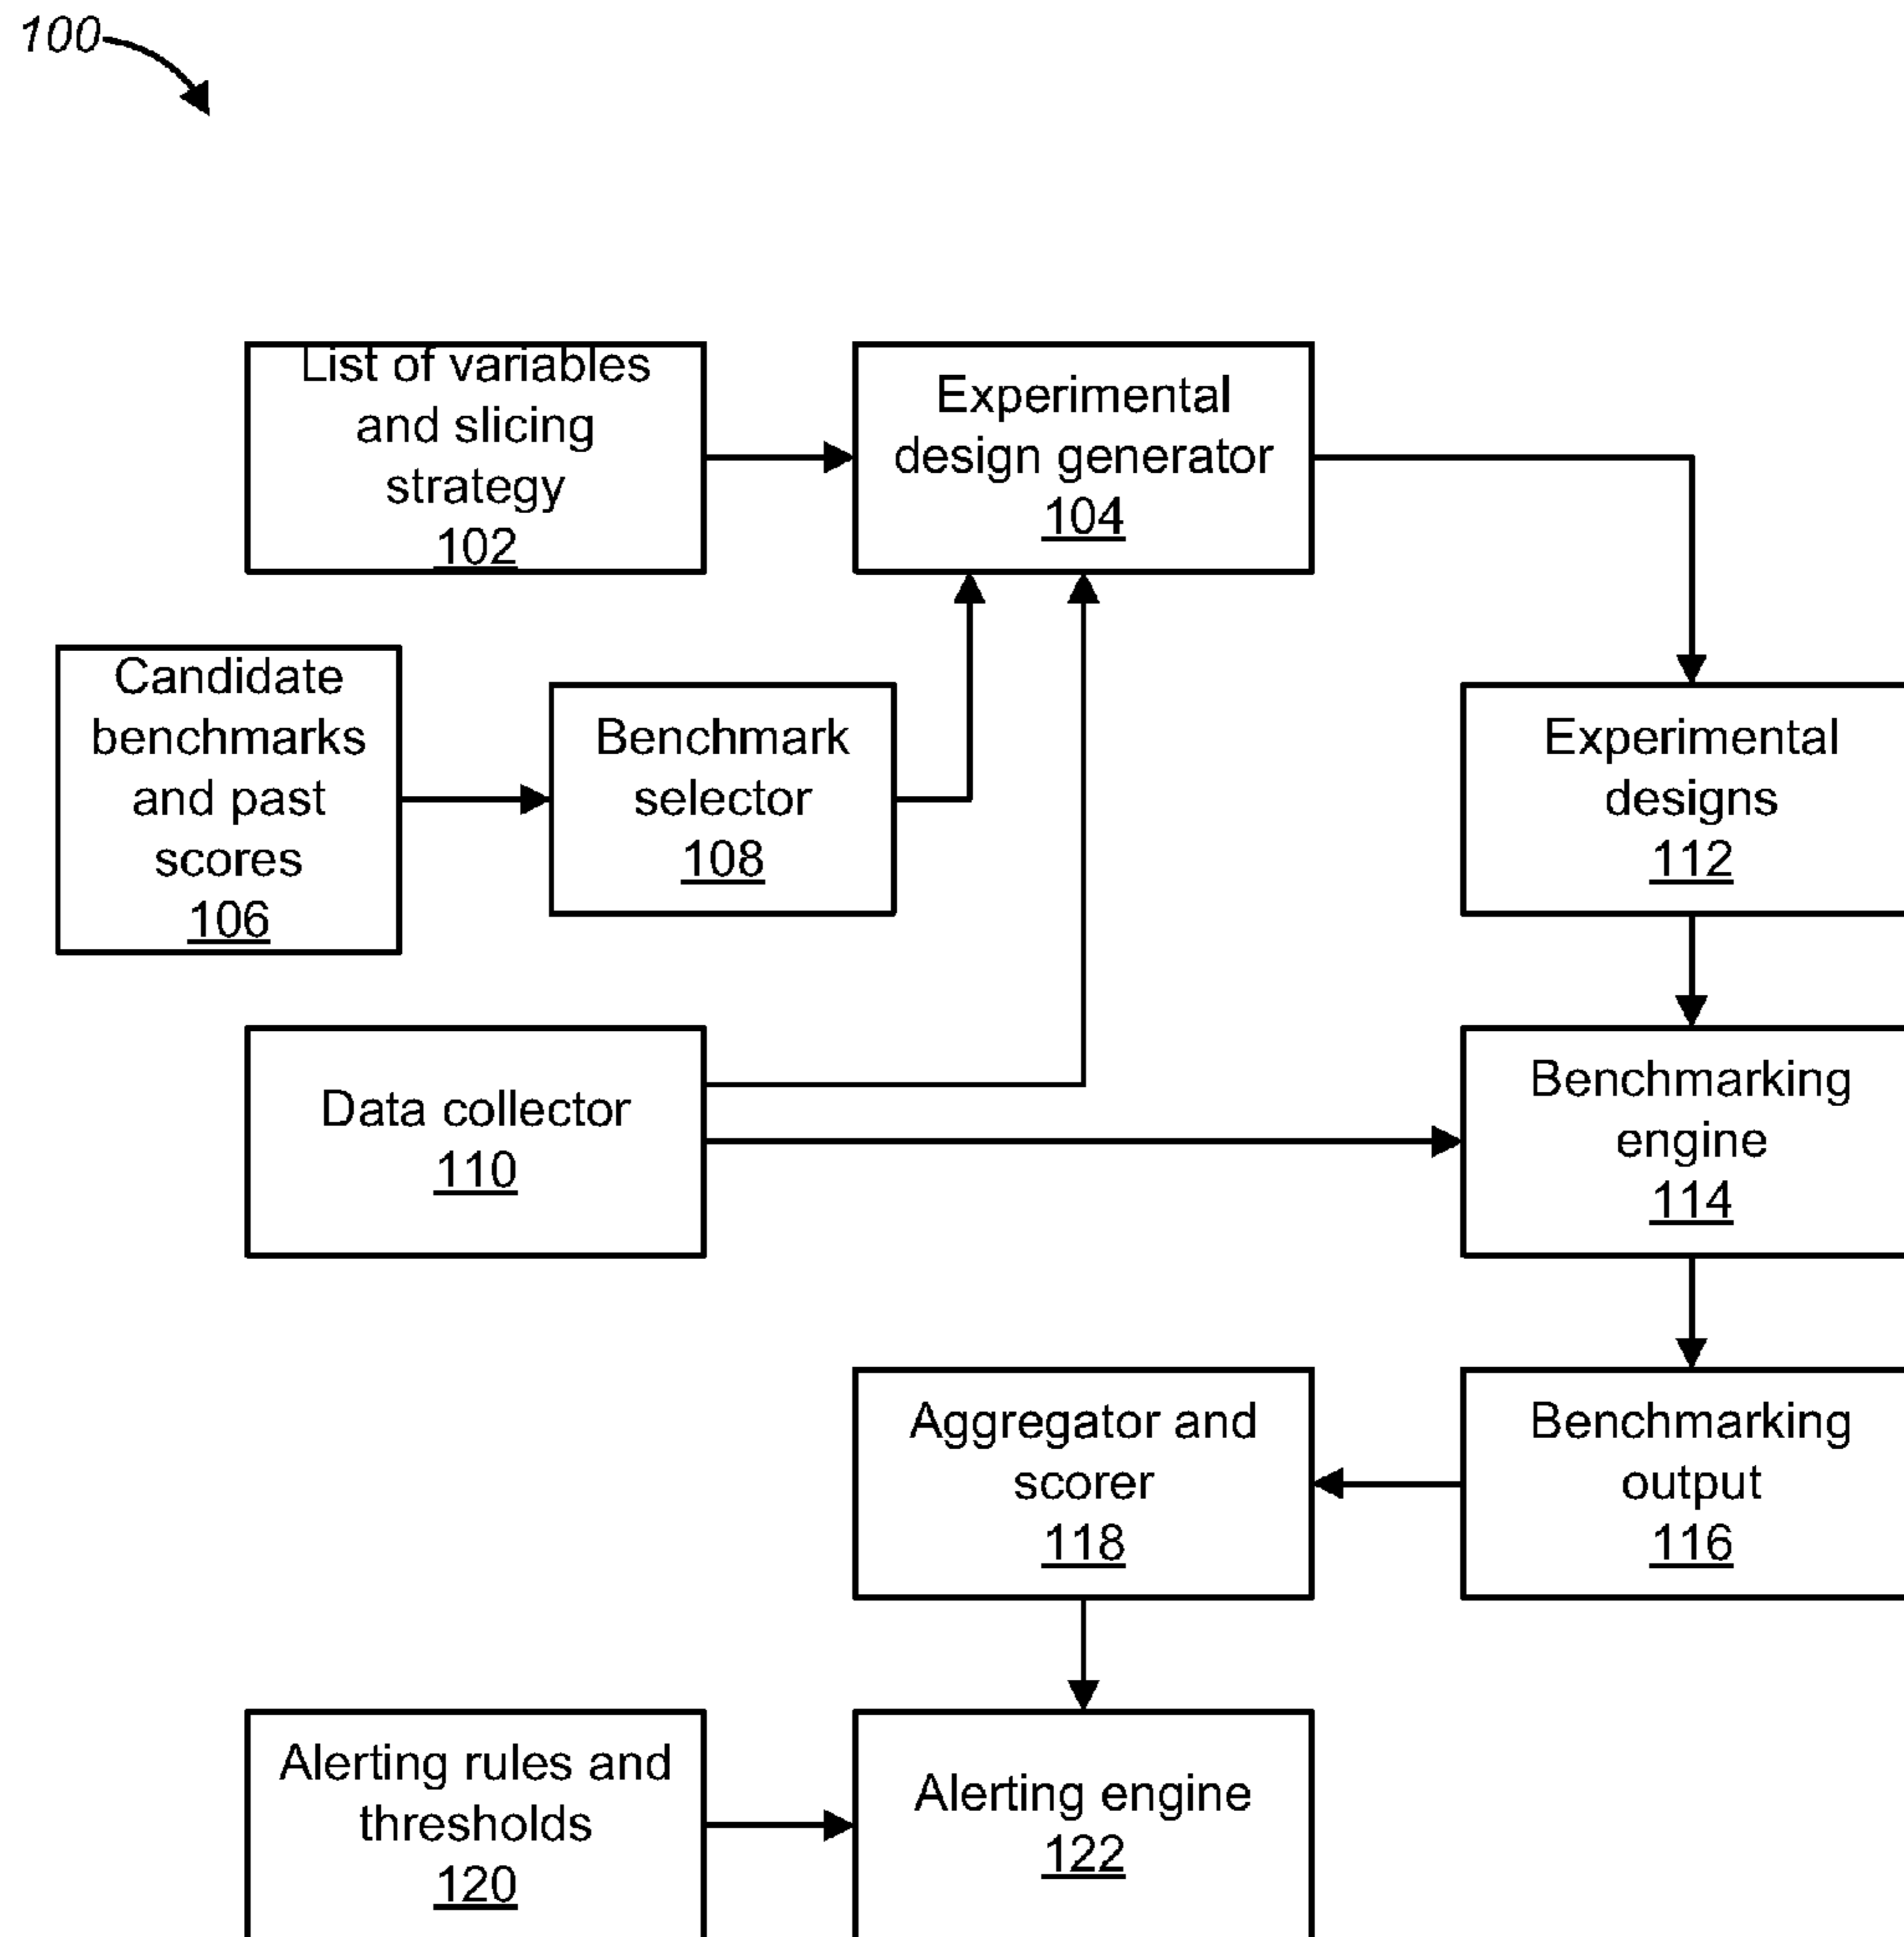 100
List of variables
and slicing
strategy
102
Experimental
design generator
104
Candidate
benchmarks
and past
scores
106
Benchmark
selector
108
Experimental
designs
112
Data collector
110
Benchmarking
engine
114
Aggregator and
scorer
118
Benchmarking
output
116
Alerting rules and
thresholds
120
Alerting engine
122